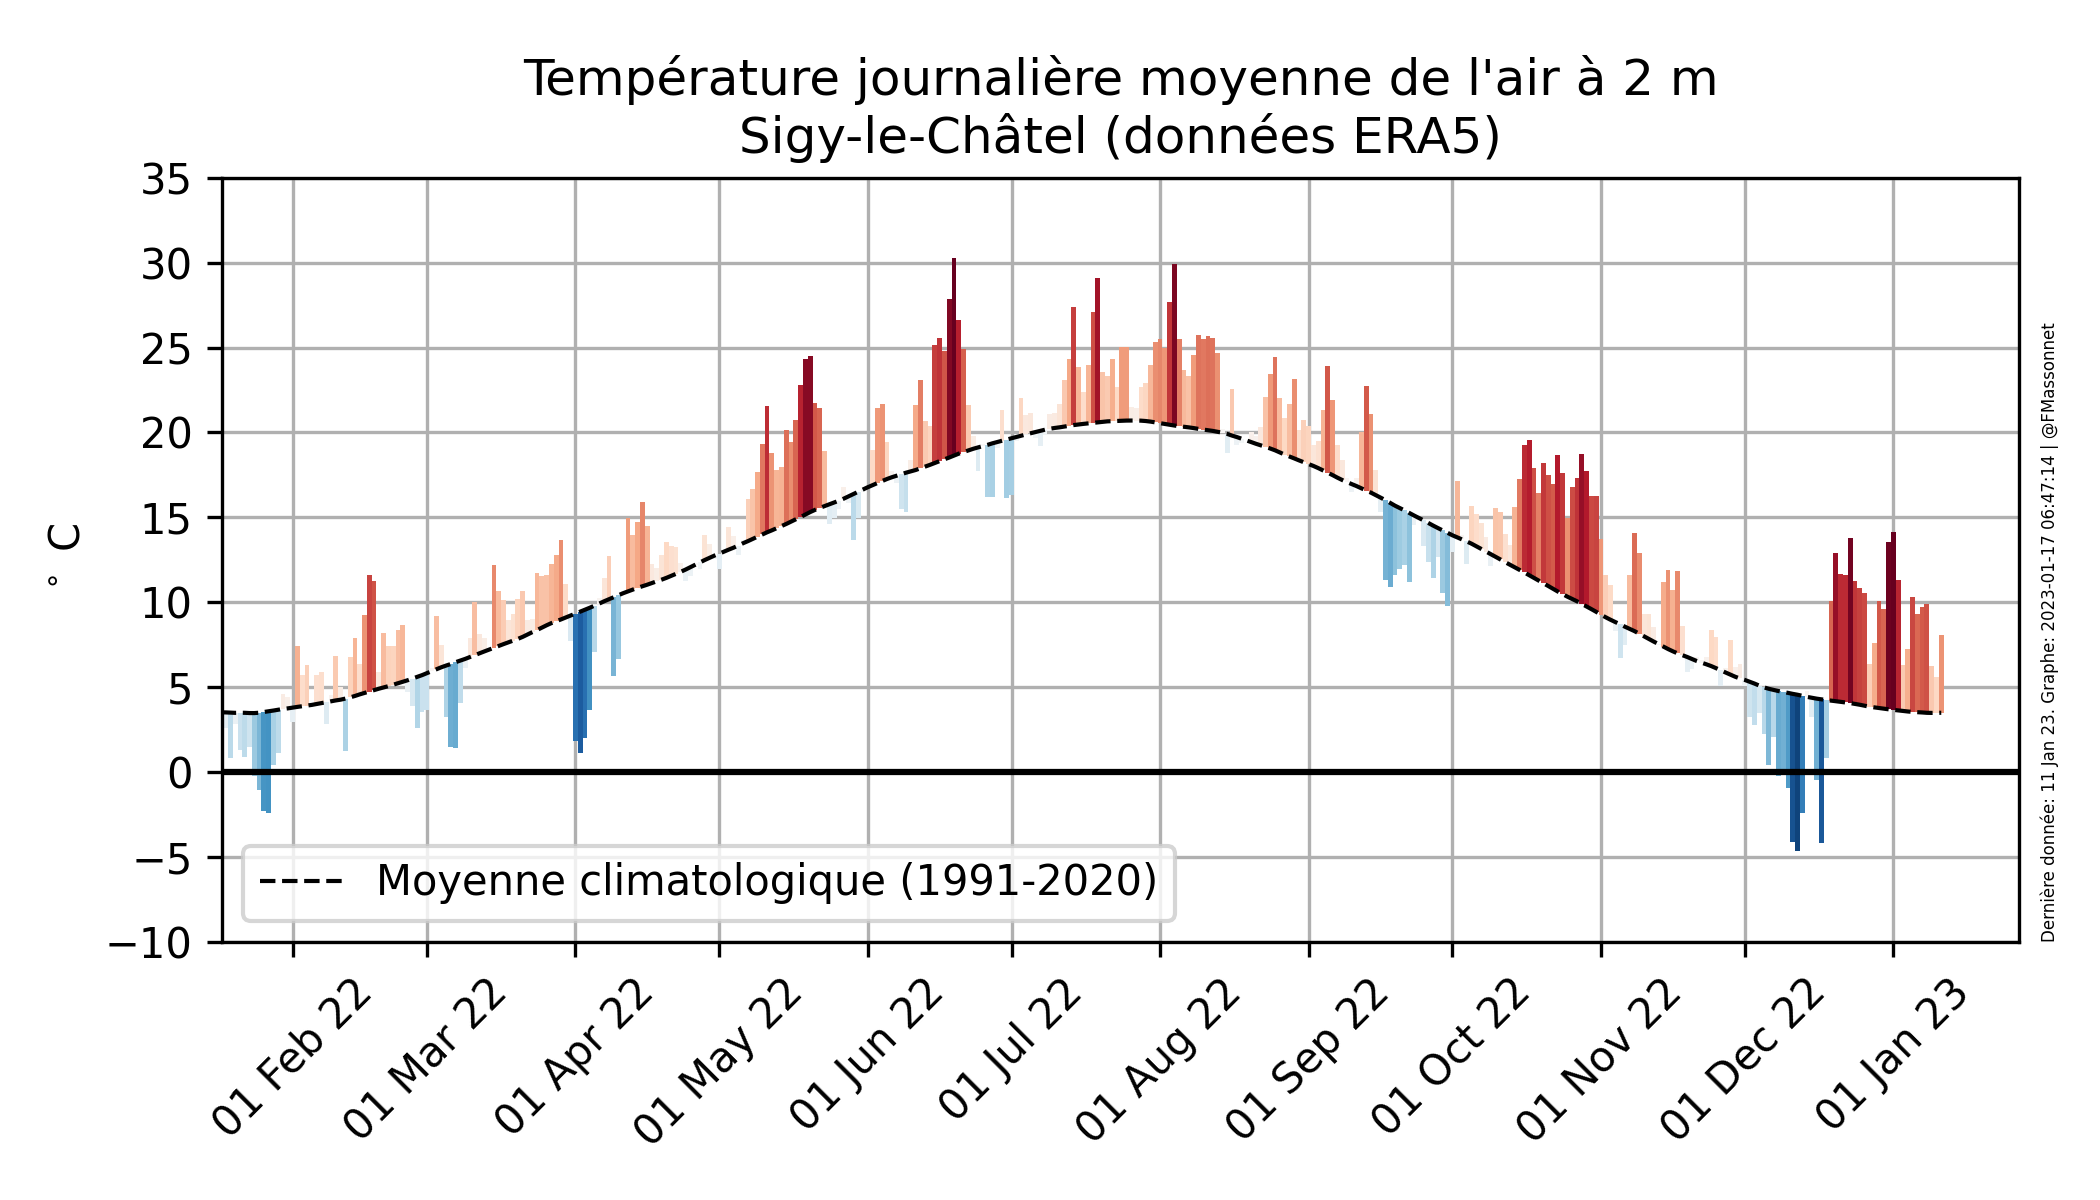 Température journalière moyenne de l'air à 2 m
Sigy-le-Châtel (données ERA5)
35
30
25
20
15
10
5
0
−5
−10
° C
Moyenne climatologique (1991-2020)
01 Feb 22
01 Mar 22
01 Apr 22
01 May 22
01 Jun 22
01 Jul 22
01 Aug 22
01 Sep 22
01 Oct 22
01 Nov 22
01 Dec 22
01 Jan 23
Dernière donnée: 11 Jan 23. Graphe: 2023-01-17 06:47:14 | @FMassonnet